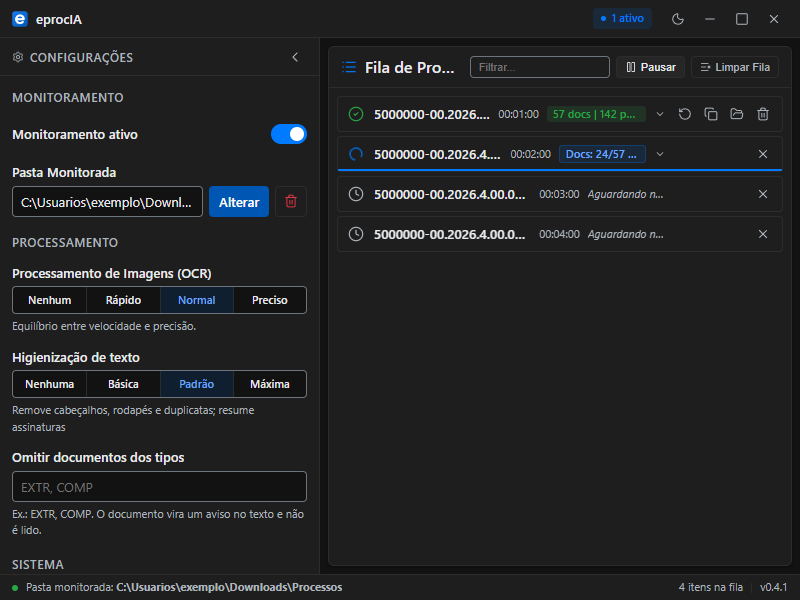 eprocIA
1 ativo
CONFIGURAÇÕES
MONITORAMENTO
Monitoramento ativo
Pasta Monitorada
C:\Usuarios\exemplo\Downl...
Alterar
PROCESSAMENTO
Processamento de Imagens (OCR)
Nenhum Rápido Normal Preciso
Equilíbrio entre velocidade e precisão.
Higienização de texto
Nenhuma Básica Padrão Máxima
Remove cabeçalhos, rodapés e duplicatas; resume
assinaturas
Omitir documentos dos tipos
EXTR, COMP
Ex.: EXTR, COMP. O documento vira um aviso no texto e não
é lido.
SISTEMA
Fila de Pro...
Filtrar...
Pausar
Limpar Fila
5000000-00.2026.... 00:01:00 57 docs | 142 p...
5000000-00.2026.4.... 00:02:00 Docs: 24/57 ...
5000000-00.2026.4.00.0... 00:03:00 Aguardando n...
5000000-00.2026.4.00.0... 00:04:00 Aguardando n...
Pasta monitorada: C:\Usuarios\exemplo\Downloads\Processos
4 itens na fila
v0.4.1